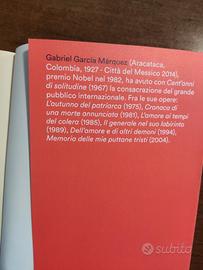 Gabriel García Márquez (Aracataca,
Colombia, 1927 - Città del Messico 2014),
premio Nobel nel 1982, ha avuto con Cent'anni
di solitudine (1967) la consacrazione del grande
pubblico internazionale. Fra le sue opere:
L'autunno del patriarca (1975), Cronaca di
una morte annunciata (1981), L'amore ai tempi
del colera (1985), Il generale nel suo labirinto
(1989), Dell'amore e di altri demoni (1994),
Memoria delle mie puttane tristi (2004).
subito